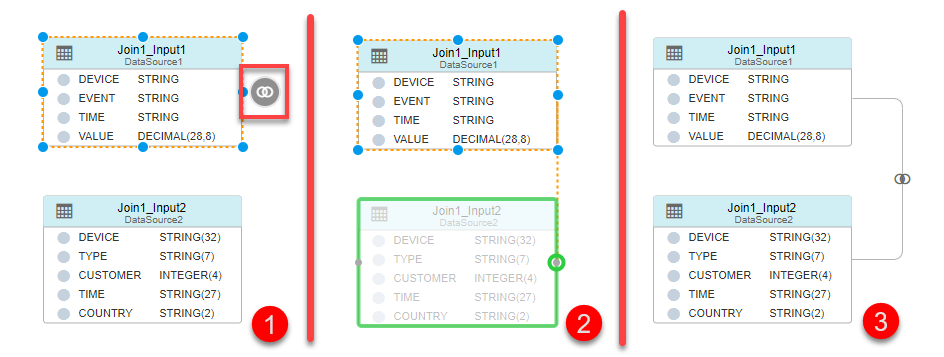 Join1_Input1
DataSource1
DEVICE STRING
EVENT STRING
TIME STRING
VALUE DECIMAL(28,8)
Join1_Input2
DataSource2
DEVICE STRING(32)
TYPE STRING(7)
CUSTOMER INTEGER(4)
TIME STRING(27)
COUNTRY STRING(2)
1
Join1_Input1
DataSource1
DEVICE STRING
EVENT STRING
TIME STRING
VALUE DECIMAL(28,8)
Join1_Input2
DataSource2
DEVICE STRING(32)
TYPE STRING(7)
CUSTOMER INTEGER(4)
TIME STRING(27)
COUNTRY STRING(2)
2
Join1_Input1
DataSource1
DEVICE STRING
EVENT STRING
TIME STRING
VALUE DECIMAL(28,8)
Join1_Input2
DataSource2
DEVICE STRING(32)
TYPE STRING(7)
CUSTOMER INTEGER(4)
TIME STRING(27)
COUNTRY STRING(2)
3